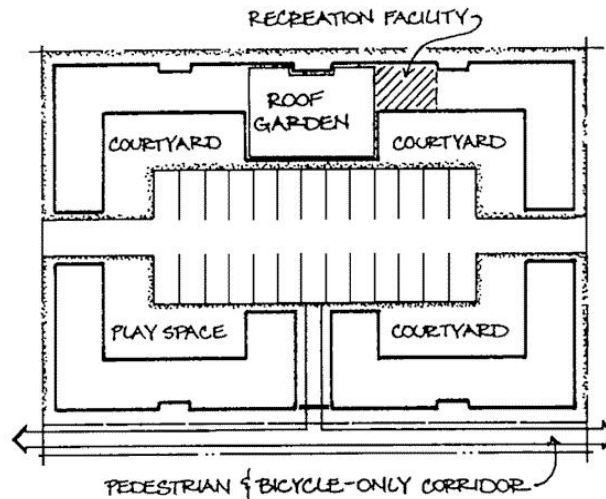 RECREATION FACILITY
ROOF
GARDEN
COURTYARD
COURTYARD
PLAY SPACE
COURTYARD
PEDESTRIAN & BICYCLE-ONLY CORRIDOR